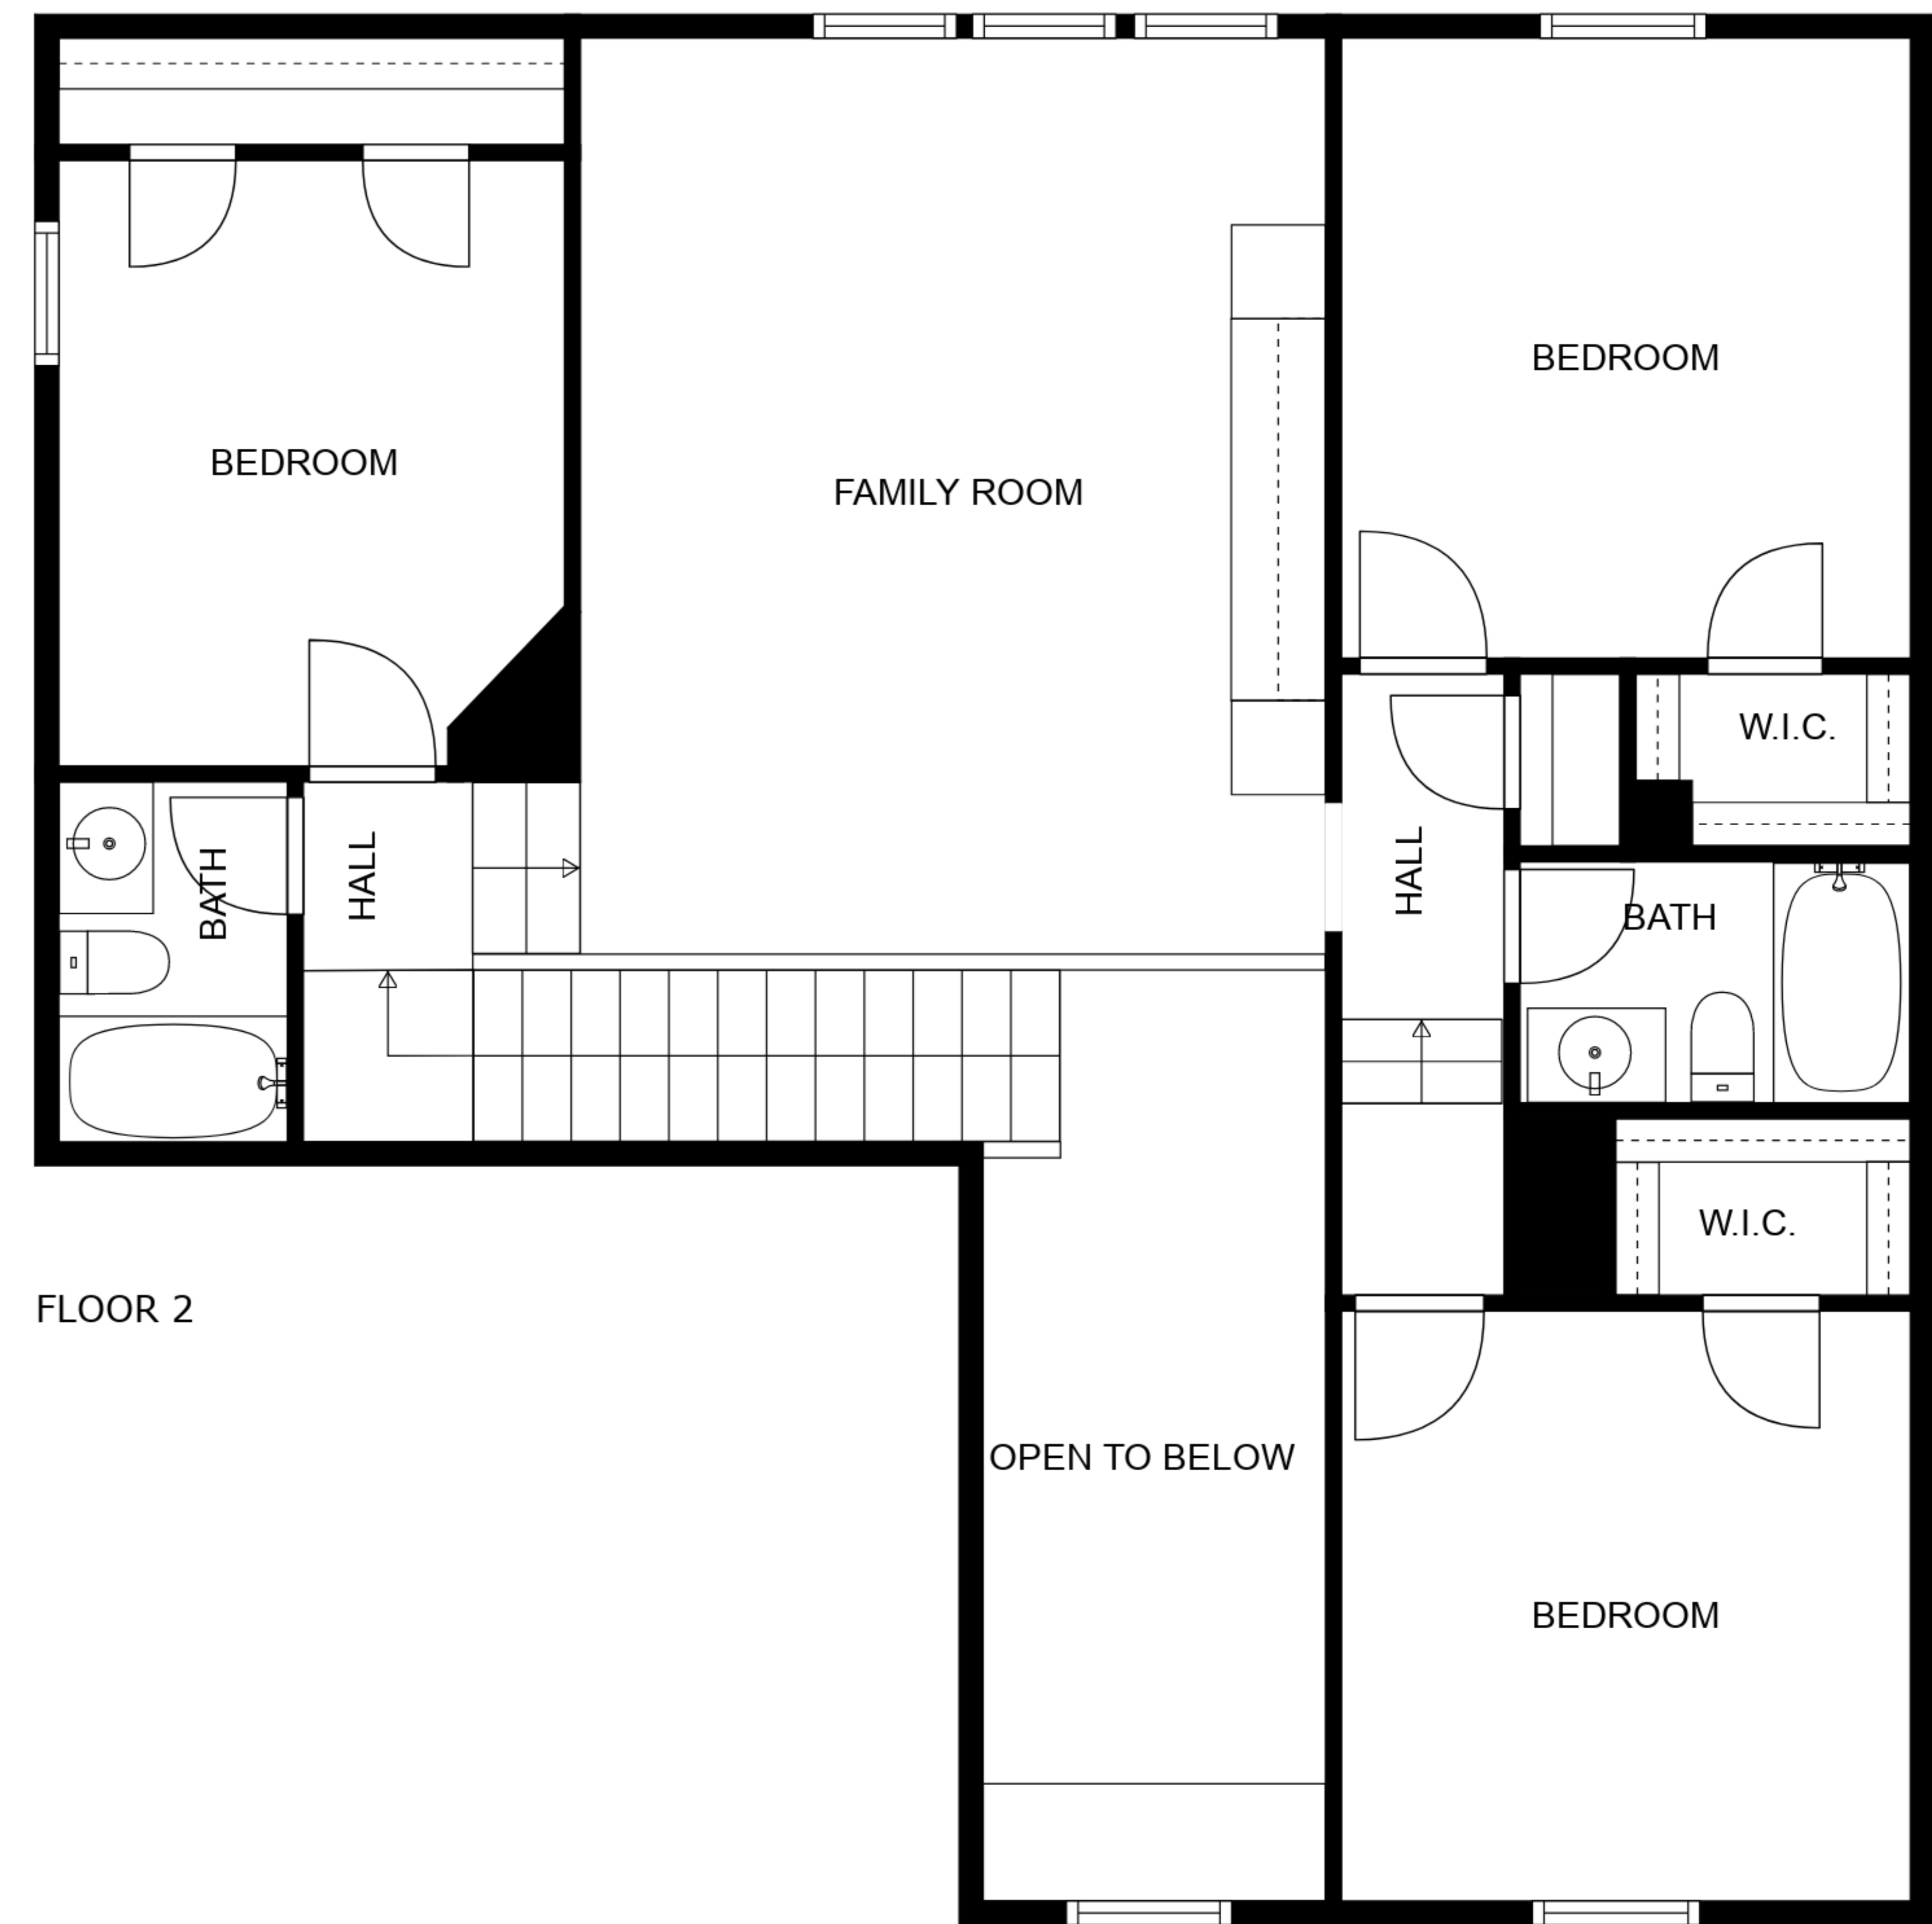 BEDROOM
BEDROOM
FAMILY ROOM
W.I.C.
HALL
BATH
HALL
BATH
W.I.C.
FLOOR 2
OPEN TO BELOW
BEDROOM